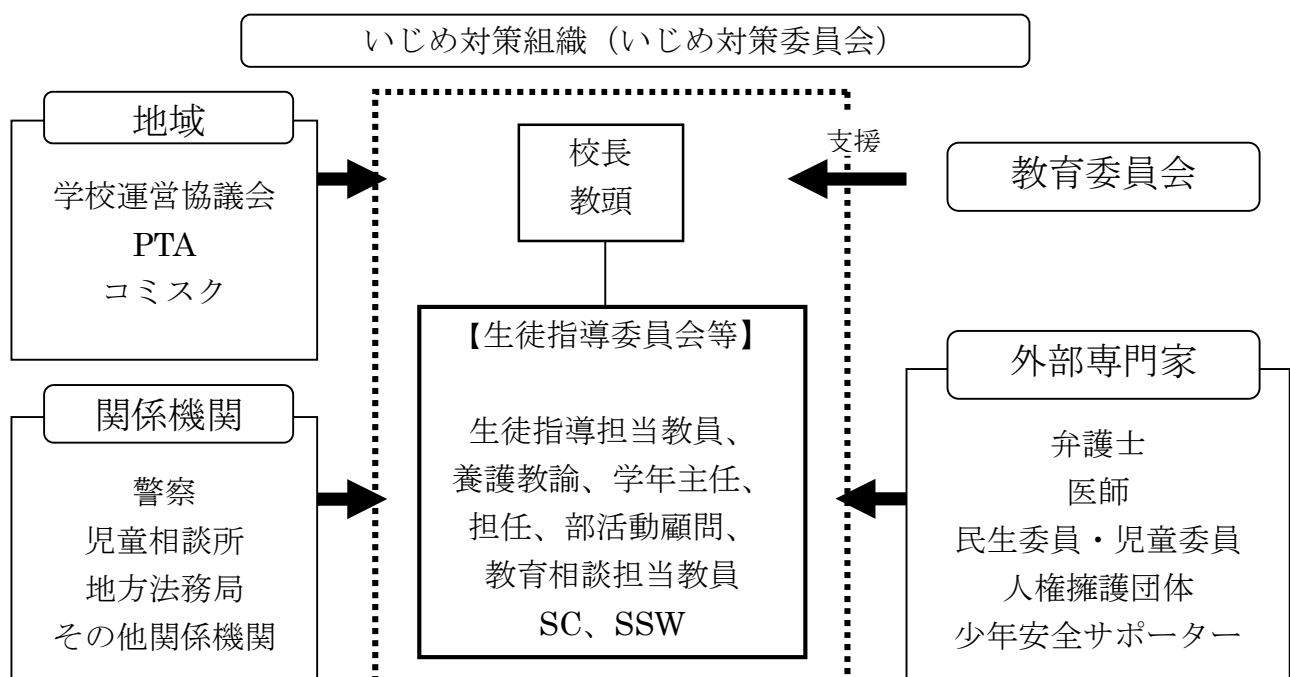 いじめ対策組織（いじめ対策委員会）
地域
学校運営協議会
PTA
コミスク
関係機関
警察
児童相談所
地方法務局
その他関係機関
校長
教頭
【生徒指導委員会等】
生徒指導担当教員、
養護教諭、学年主任、
担任、部活動顧問、
教育相談担当教員
SC、SSW
支援
教育委員会
外部専門家
弁護士
医師
民生委員・児童委員
人権擁護団体
少年安全サポーター